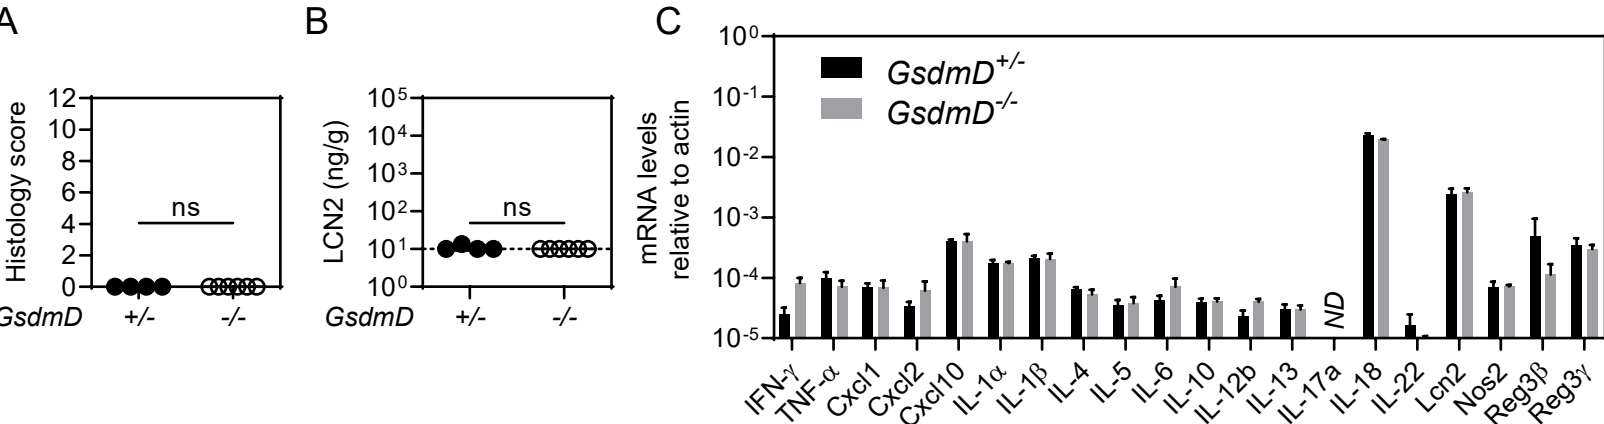 A
Histology score
12
10
8
6
4
2
0
ns
GsdmD +/- -/-
B
LCN2 (ng/g)
10⁵
10⁴
10³
10²
10¹
10⁰
ns
GsdmD +/- -/-
C
mRNA levels
relative to actin
10⁰
10⁻¹
10⁻²
10⁻³
10⁻⁴
10⁻⁵
GsdmD⁺/⁻
GsdmD⁻/⁻
ND
IFN-γ
TNF-α
Cxcl1
Cxcl2
Cxcl10
IL-1α
IL-1β
IL-4
IL-5
IL-6
IL-10
IL-12b
IL-13
IL-17a
IL-18
IL-22
Lcn2
Nos2
Reg3β
Reg3γ